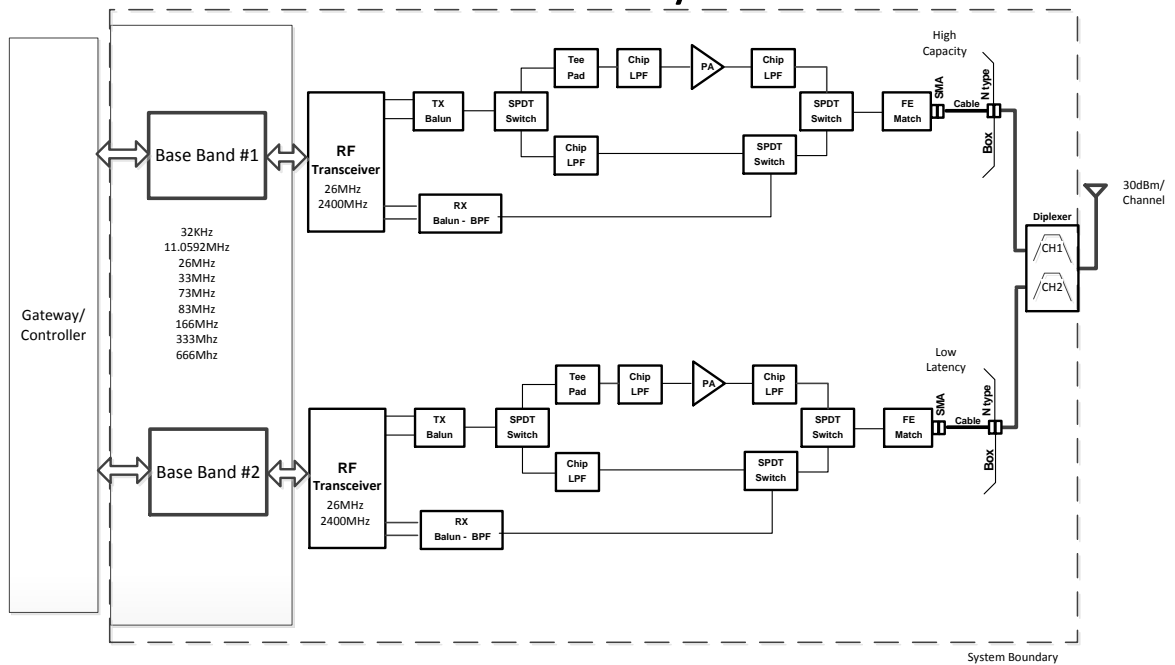 High
Capacity
Tee
Pad
Chip
LPF
PA
Chip
LPF
TX
Balun
SPDT
Switch
SPDT
Switch
FE
Match
SMA
Cable
N type
Box
Base Band #1
RF
Transceiver
26MHz
2400MHz
Chip
LPF
SPDT
Switch
RX
Balun - BPF
30dBm/
Channel
Diplexer
CH1
CH2
32KHz
11.0592MHz
26MHz
33MHz
73MHz
83MHz
166MHz
333Mhz
666Mhz
Gateway/
Controller
Low
Latency
Tee
Pad
Chip
LPF
PA
Chip
LPF
TX
Balun
SPDT
Switch
SPDT
Switch
FE
Match
SMA
Cable
N type
Box
Base Band #2
RF
Transceiver
26MHz
2400MHz
Chip
LPF
SPDT
Switch
RX
Balun - BPF
System Boundary